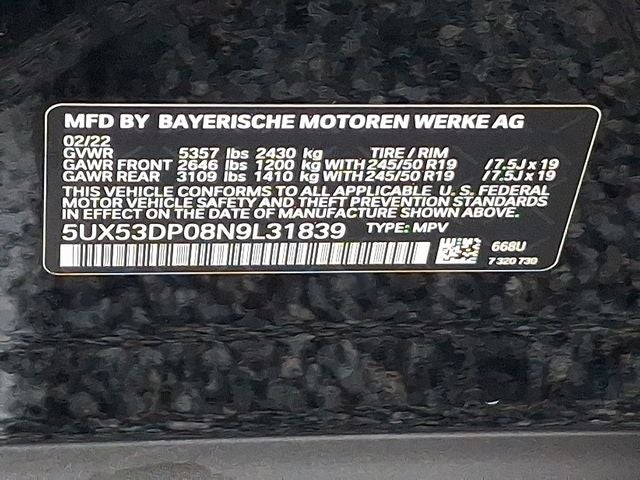 MFD BY BAYERISCHE MOTOREN WERKE AG
02/22
GVWR 5357 lbs 2430 kg TIRE / RIM
GAWR FRONT 2646 lbs 1200 kg WITH 245/50 R19 / 7.5J x 19
GAWR REAR 3109 lbs 1410 kg WITH 245/50 R19 / 7.5J x 19
THIS VEHICLE CONFORMS TO ALL APPLICABLE U. S. FEDERAL
MOTOR VEHICLE SAFETY AND THEFT PREVENTION STANDARDS
IN EFFECT ON THE DATE OF MANUFACTURE SHOWN ABOVE.
5UX53DP08N9L31839 TYPE: MPV
668U
7 320 730